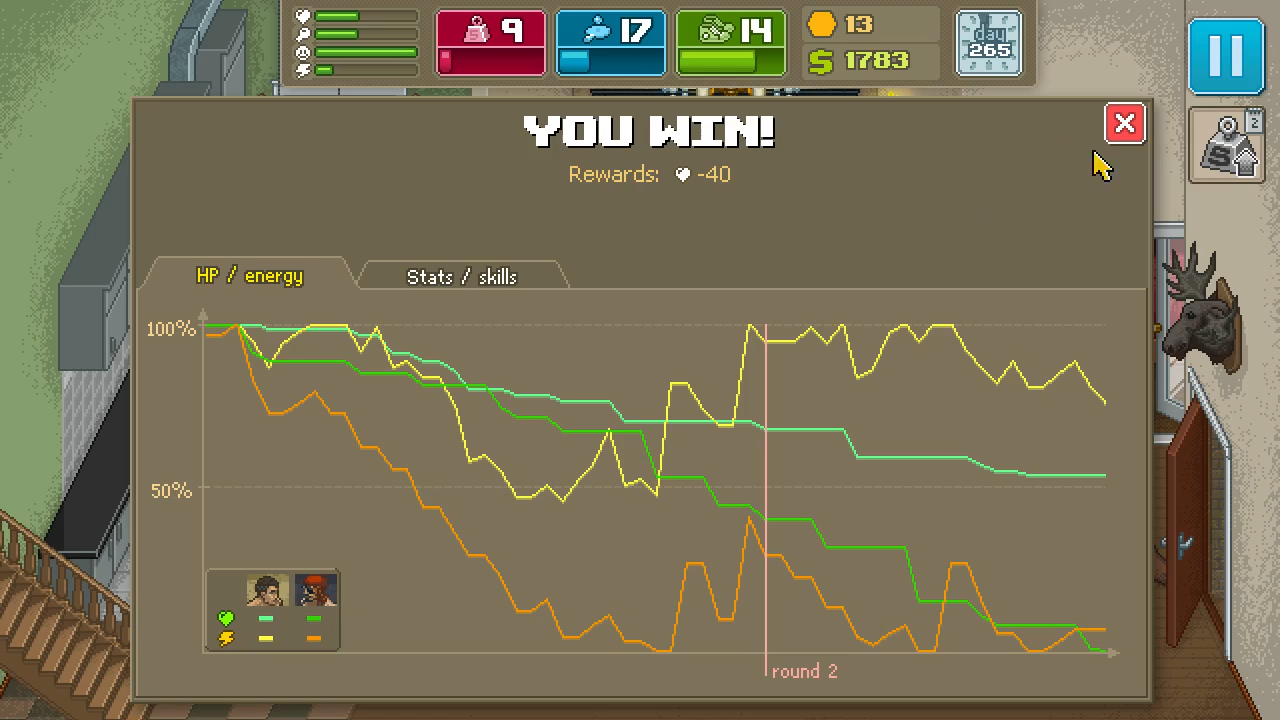 9
17
14
13
$ 1783
day
265
2
S
YOU WIN!
Rewards: -40
HP / energy
Stats / skills
100%
50%
round 2